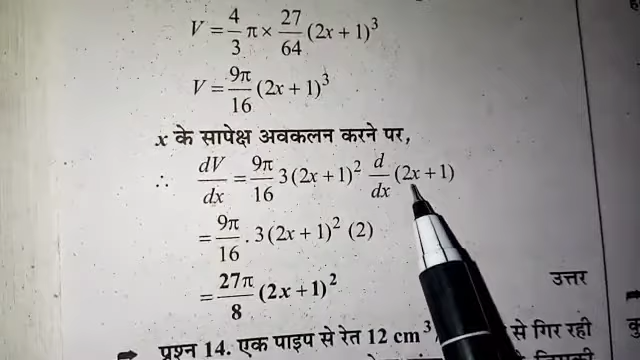 V = 4/3 π × 27/64 (2x + 1)³
V = 9π/16 (2x + 1)³
x के सापेक्ष अवकलन करने पर,
∴ dV/dx = 9π/16 3(2x + 1)² d/dx (2x + 1)
= 9π/16 . 3(2x + 1)² (2)
= 27π/8 (2x + 1)² उत्तर
➡ प्रश्न 14. एक पाइप से रेत 12 cm³ से गिर रही